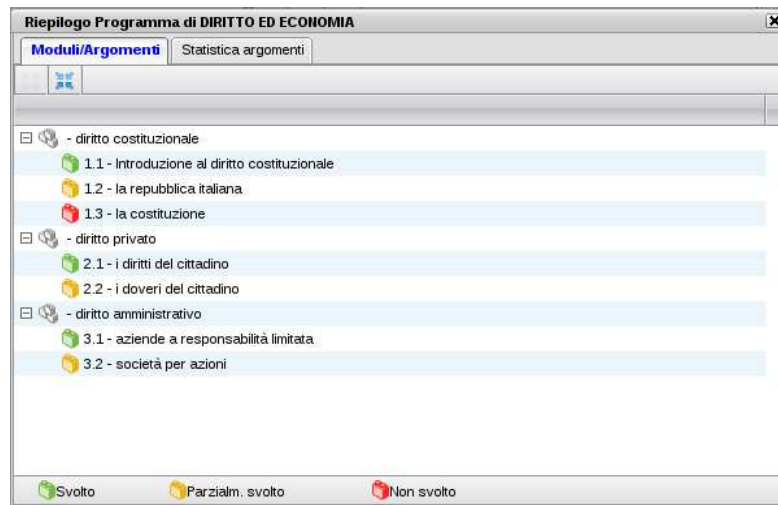 Riepilogo Programma di DIRITTO ED ECONOMIA
Moduli/Argomenti Statistica argomenti
- diritto costituzionale
1.1 - Introduzione al diritto costituzionale
1.2 - la repubblica italiana
1.3 - la costituzione
- diritto privato
2.1 - i diritti del cittadino
2.2 - i doveri del cittadino
- diritto amministrativo
3.1 - aziende a responsabilità limitata
3.2 - società per azioni
Svolto Parzialm. svolto Non svolto